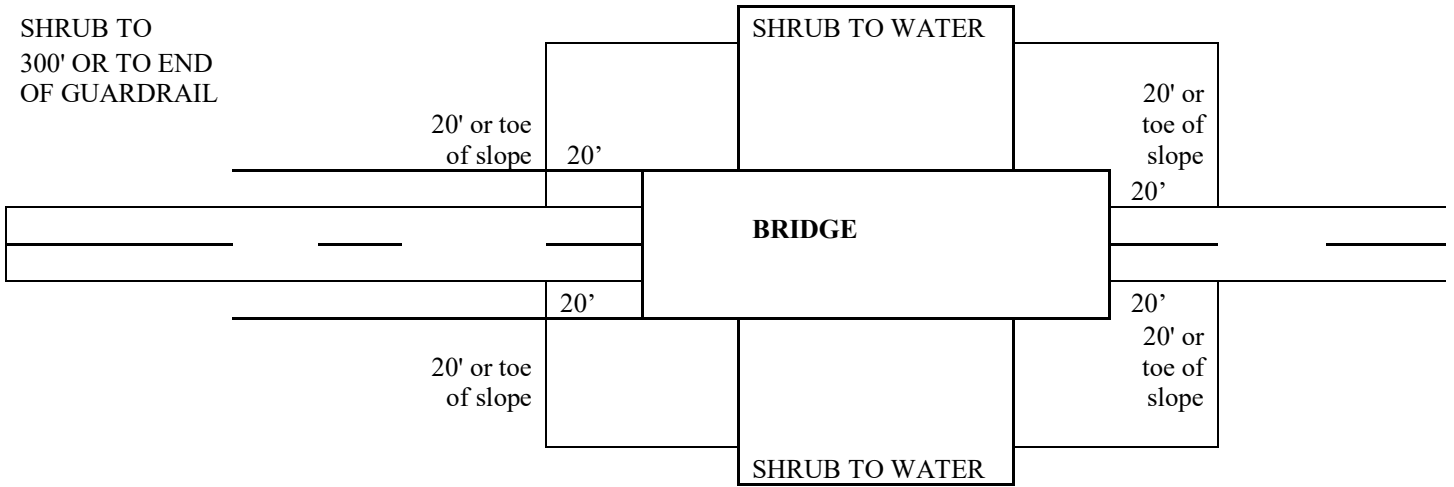 SHRUB TO
300' OR TO END
OF GUARDRAIL
SHRUB TO WATER
20' or toe
of slope
20’
20' or
toe of
slope
20’
BRIDGE
20’
20' or toe
of slope
20’
20' or
toe of
slope
SHRUB TO WATER